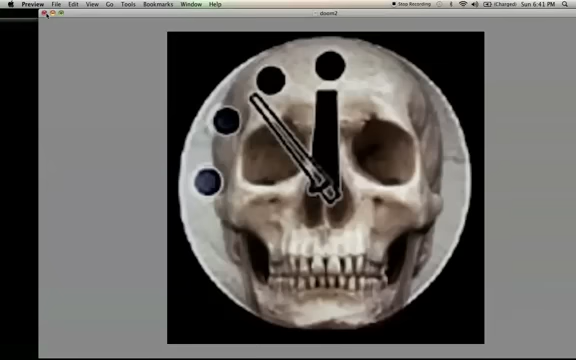 Preview File Edit View Go Tools Bookmarks Window Help Stop Recording (Charged) Sun 6:41 PM
doom2